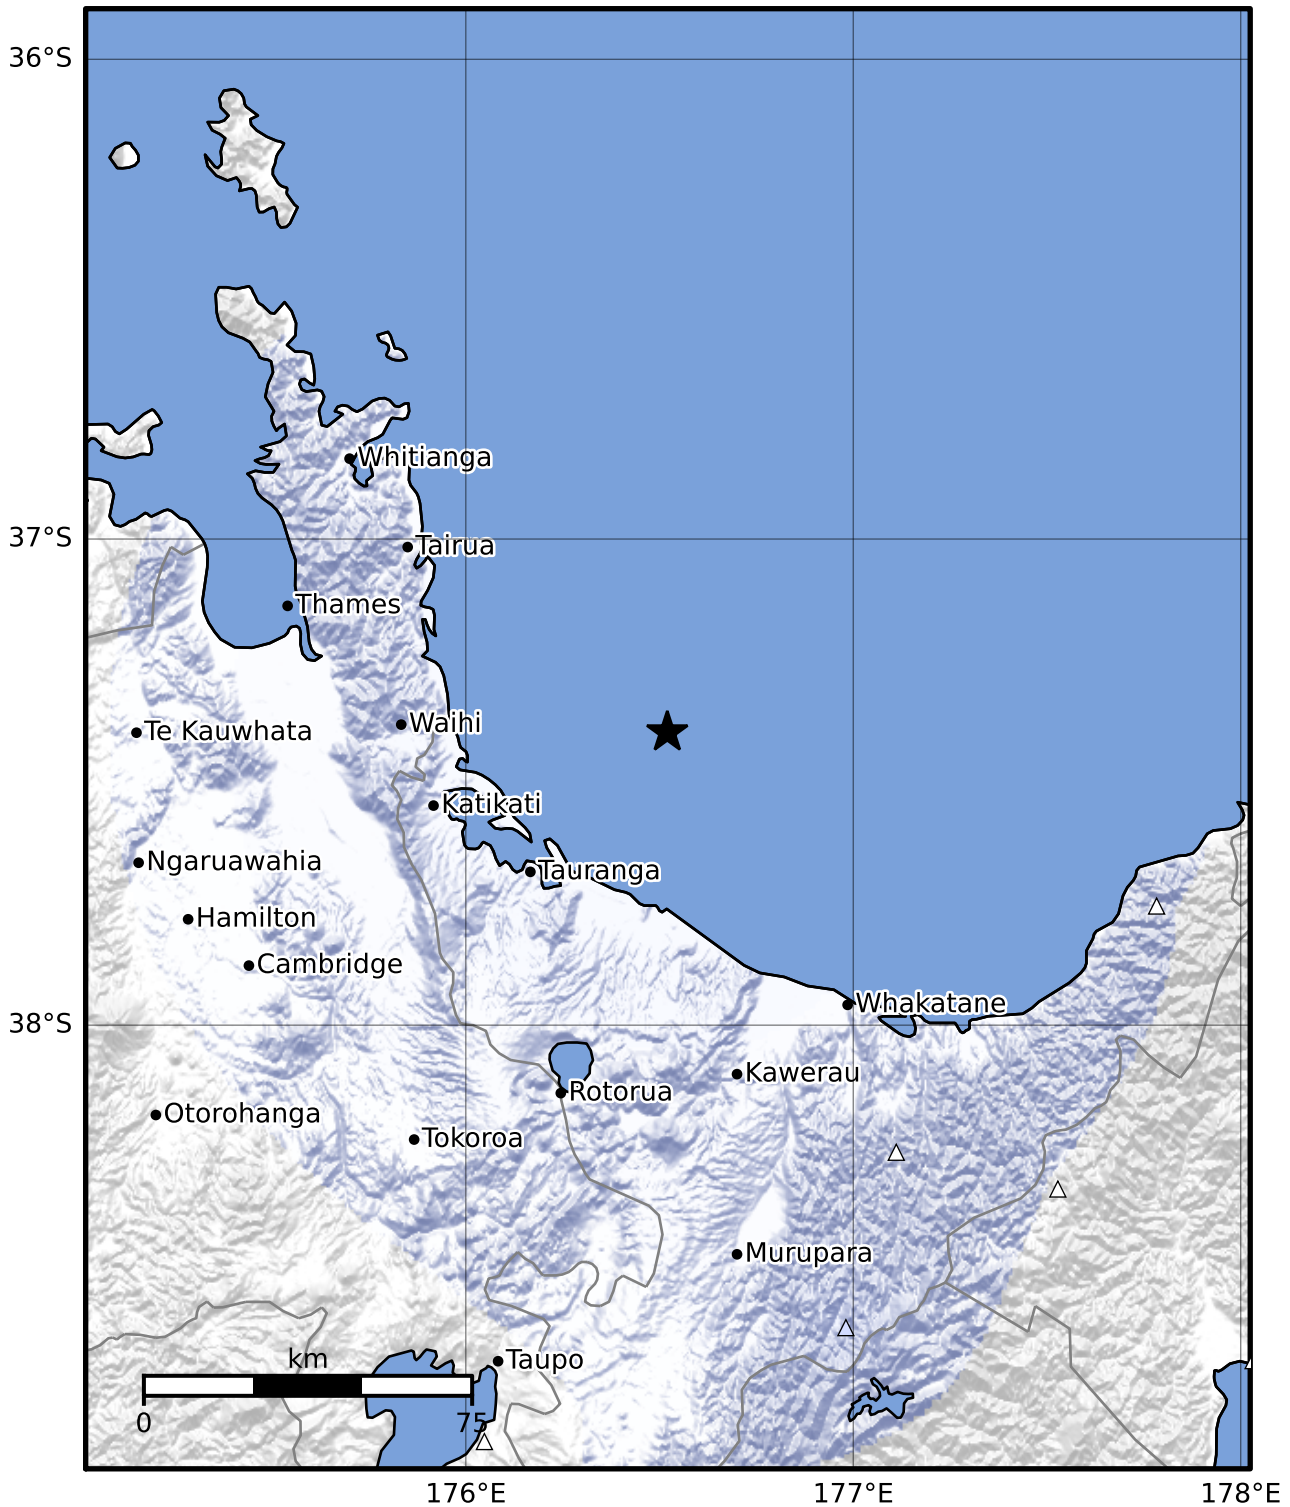 36°S
Whitianga
37°S
Tairua
Thames
Waihi
Te Kauwhata
Katikati
Ngaruawahia
Tauranga
Hamilton
Cambridge
Whakatane
38°S
Kawerau
Rotorua
Otorohanga
Tokoroa
Murupara
km
Taupo
0 75
176°E 177°E 178°E